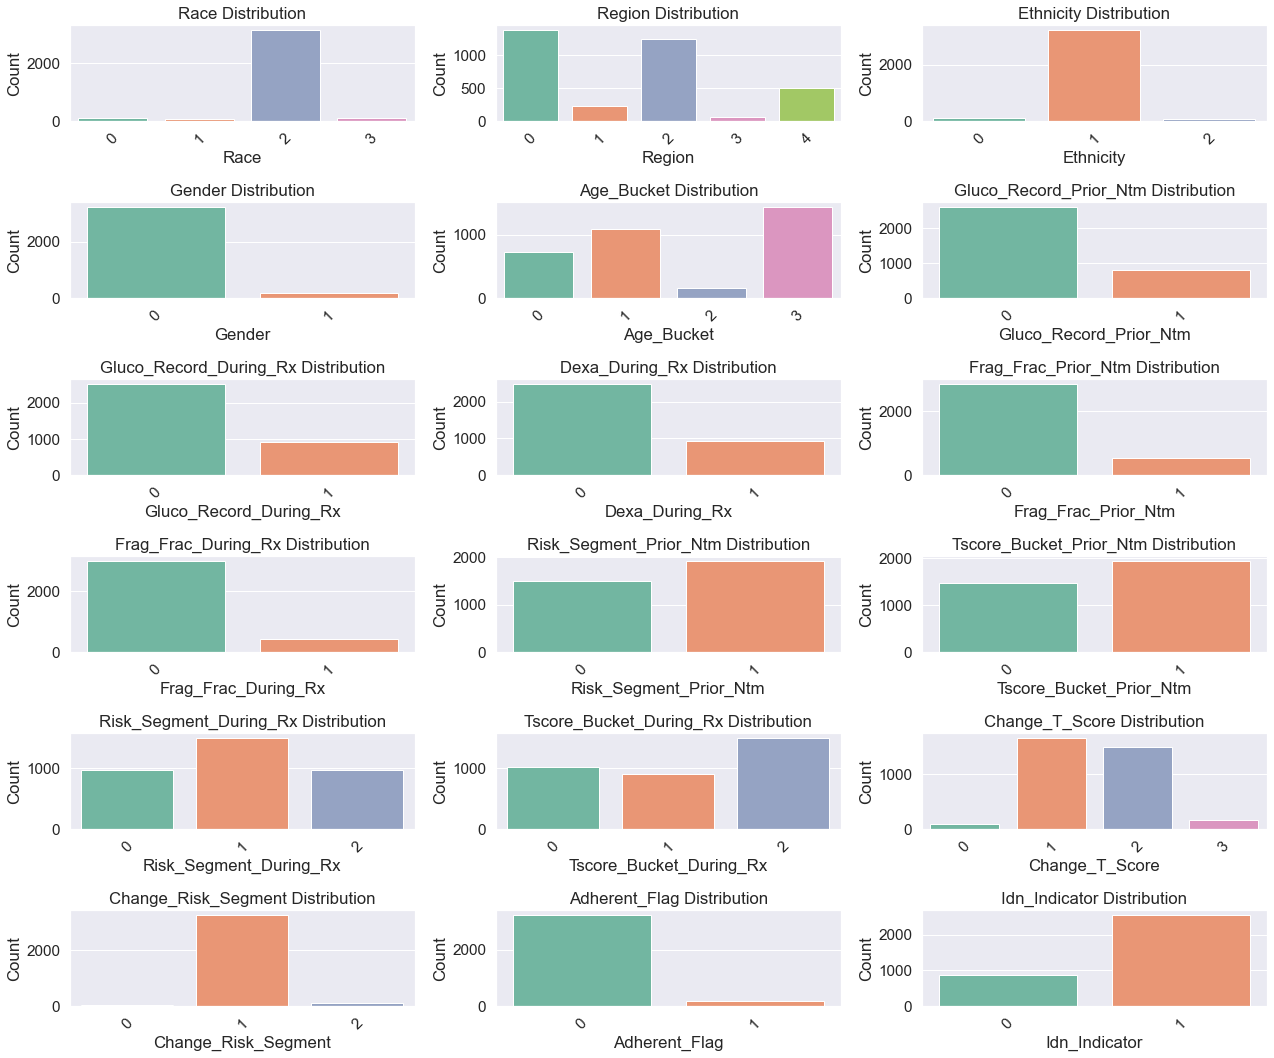 Race Distribution
Count
2000
0
0 1 2 3
Race
Region Distribution
Count
1000
500
0
0 1 2 3 4
Region
Ethnicity Distribution
Count
2000
0
0 1 2
Ethnicity
Gender Distribution
Count
2000
0
0 1
Gender
Age_Bucket Distribution
Count
1000
0
0 1 2 3
Age_Bucket
Gluco_Record_Prior_Ntm Distribution
Count
2000
1000
0
0 1
Gluco_Record_Prior_Ntm
Gluco_Record_During_Rx Distribution
Count
2000
1000
0
0 1
Gluco_Record_During_Rx
Dexa_During_Rx Distribution
Count
2000
1000
0
0 1
Dexa_During_Rx
Frag_Frac_Prior_Ntm Distribution
Count
2000
0
0 1
Frag_Frac_Prior_Ntm
Frag_Frac_During_Rx Distribution
Count
2000
0
0 1
Frag_Frac_During_Rx
Risk_Segment_Prior_Ntm Distribution
Count
2000
1000
0
0 1
Risk_Segment_Prior_Ntm
Tscore_Bucket_Prior_Ntm Distribution
Count
2000
1000
0
0 1
Tscore_Bucket_Prior_Ntm
Risk_Segment_During_Rx Distribution
Count
1000
0
0 1 2
Risk_Segment_During_Rx
Tscore_Bucket_During_Rx Distribution
Count
1000
0
0 1 2
Tscore_Bucket_During_Rx
Change_T_Score Distribution
Count
1000
0
0 1 2 3
Change_T_Score
Change_Risk_Segment Distribution
Count
2000
0
0 1 2
Change_Risk_Segment
Adherent_Flag Distribution
Count
2000
0
0 1
Adherent_Flag
Idn_Indicator Distribution
Count
2000
1000
0
0 1
Idn_Indicator